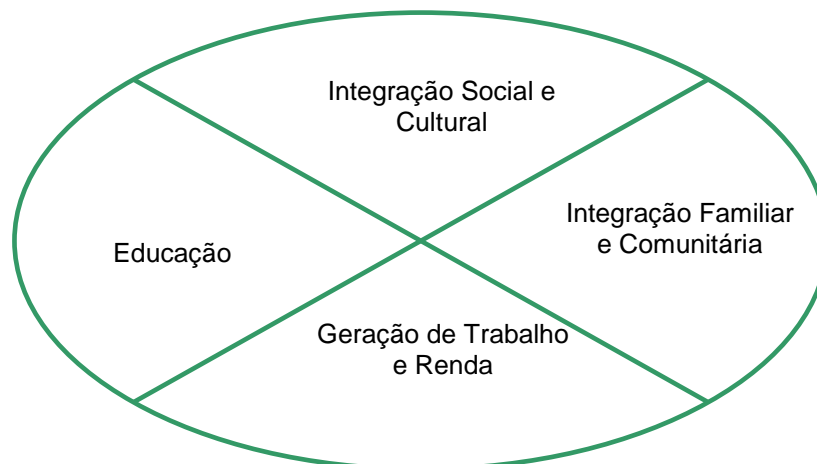 Integração Social e
Cultural
Integração Familiar
e Comunitária
Educação
Geração de Trabalho
e Renda